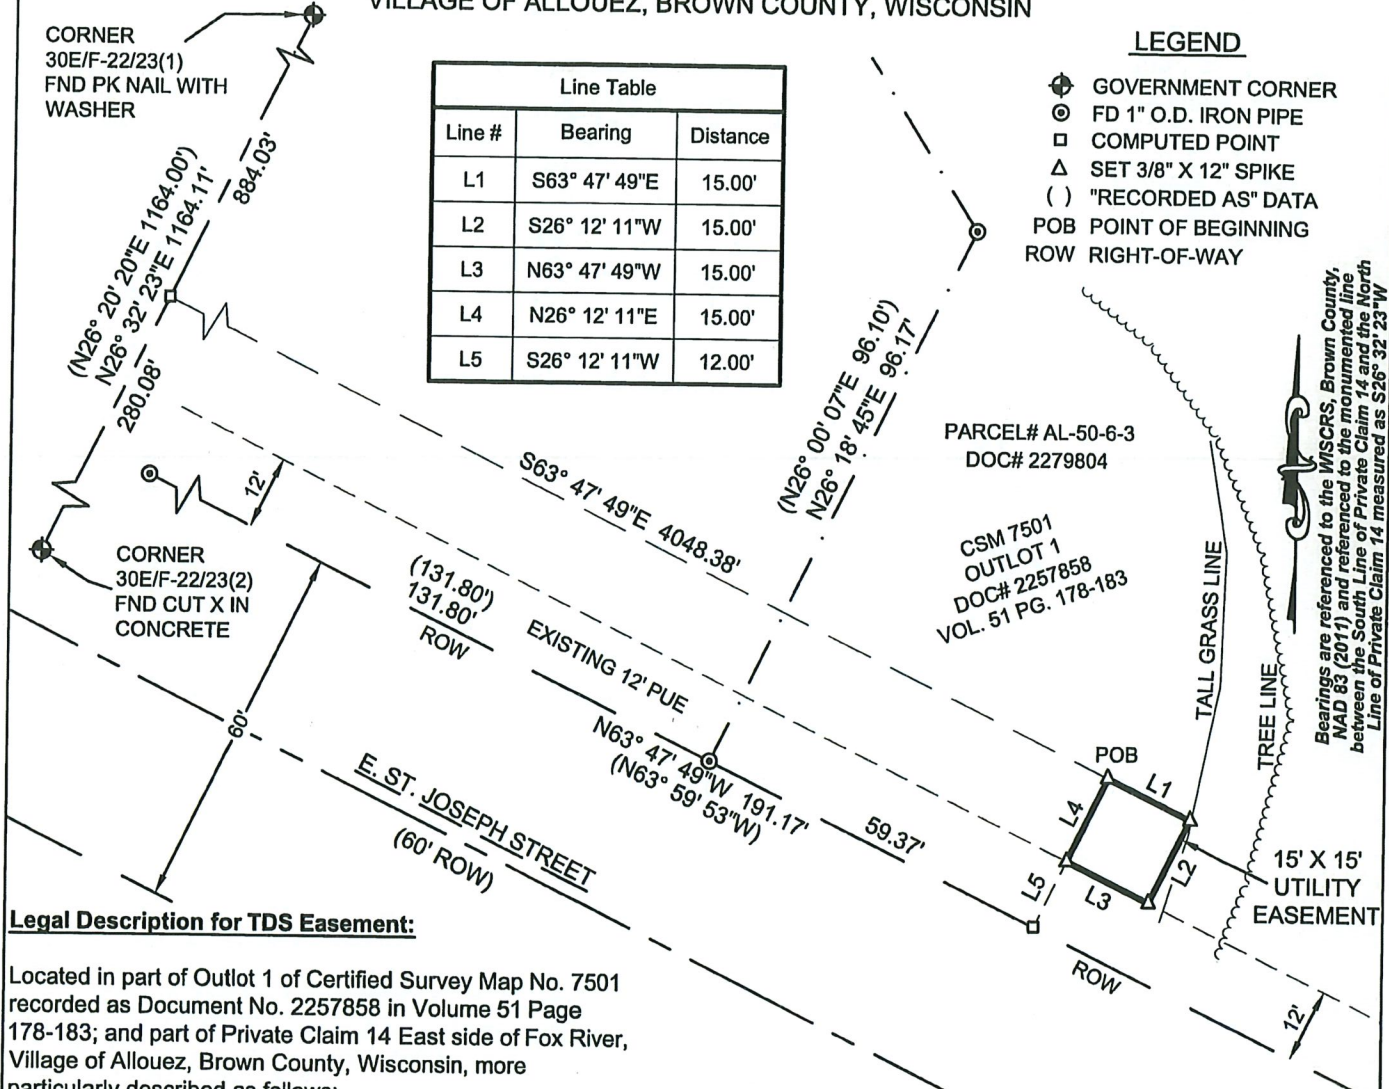 VILLAGE OF ALLOUEZ, BROWN COUNTY, WISCONSIN
CORNER
30E/F-22/23(1)
FND PK NAIL WITH
WASHER
884.03'
(N26° 20' 20"E 1164.00')
N26° 32' 23"E 1164.11'
280.08'
12'
CORNER
30E/F-22/23(2)
FND CUT X IN
CONCRETE
Line Table
Line # Bearing Distance
L1 S63° 47' 49"E 15.00'
L2 S26° 12' 11"W 15.00'
L3 N63° 47' 49"W 15.00'
L4 N26° 12' 11"E 15.00'
L5 S26° 12' 11"W 12.00'
LEGEND
GOVERNMENT CORNER
FD 1" O.D. IRON PIPE
COMPUTED POINT
SET 3/8" X 12" SPIKE
( ) "RECORDED AS" DATA
POB POINT OF BEGINNING
ROW RIGHT-OF-WAY
Bearings are referenced to the WISCRS, Brown County,
NAD 83 (2011) and referenced to the monumented line
between the South Line of Private Claim 14 and the North
Line of Private Claim 14 measured as S26° 32' 23"W
(N26° 00' 07"E 96.10')
N26° 18' 45"E 96.17'
PARCEL# AL-50-6-3
DOC# 2279804
CSM 7501
OUTLOT 1
DOC# 2257858
VOL. 51 PG. 178-183
S63° 47' 49"E 4048.38'
(131.80')
131.80'
ROW
EXISTING 12' PUE
N63° 47' 49"W 191.17'
(N63° 59' 53"W)
59.37'
60'
E. ST. JOSEPH STREET
(60' ROW)
TALL GRASS LINE
TREE LINE
POB
L1
L4
L2
L5
L3
15' X 15'
UTILITY
EASEMENT
ROW
12'
Legal Description for TDS Easement:
Located in part of Outlot 1 of Certified Survey Map No. 7501
recorded as Document No. 2257858 in Volume 51 Page
178-183; and part of Private Claim 14 East side of Fox River,
Village of Allouez, Brown County, Wisconsin, more
particularly described as follows: